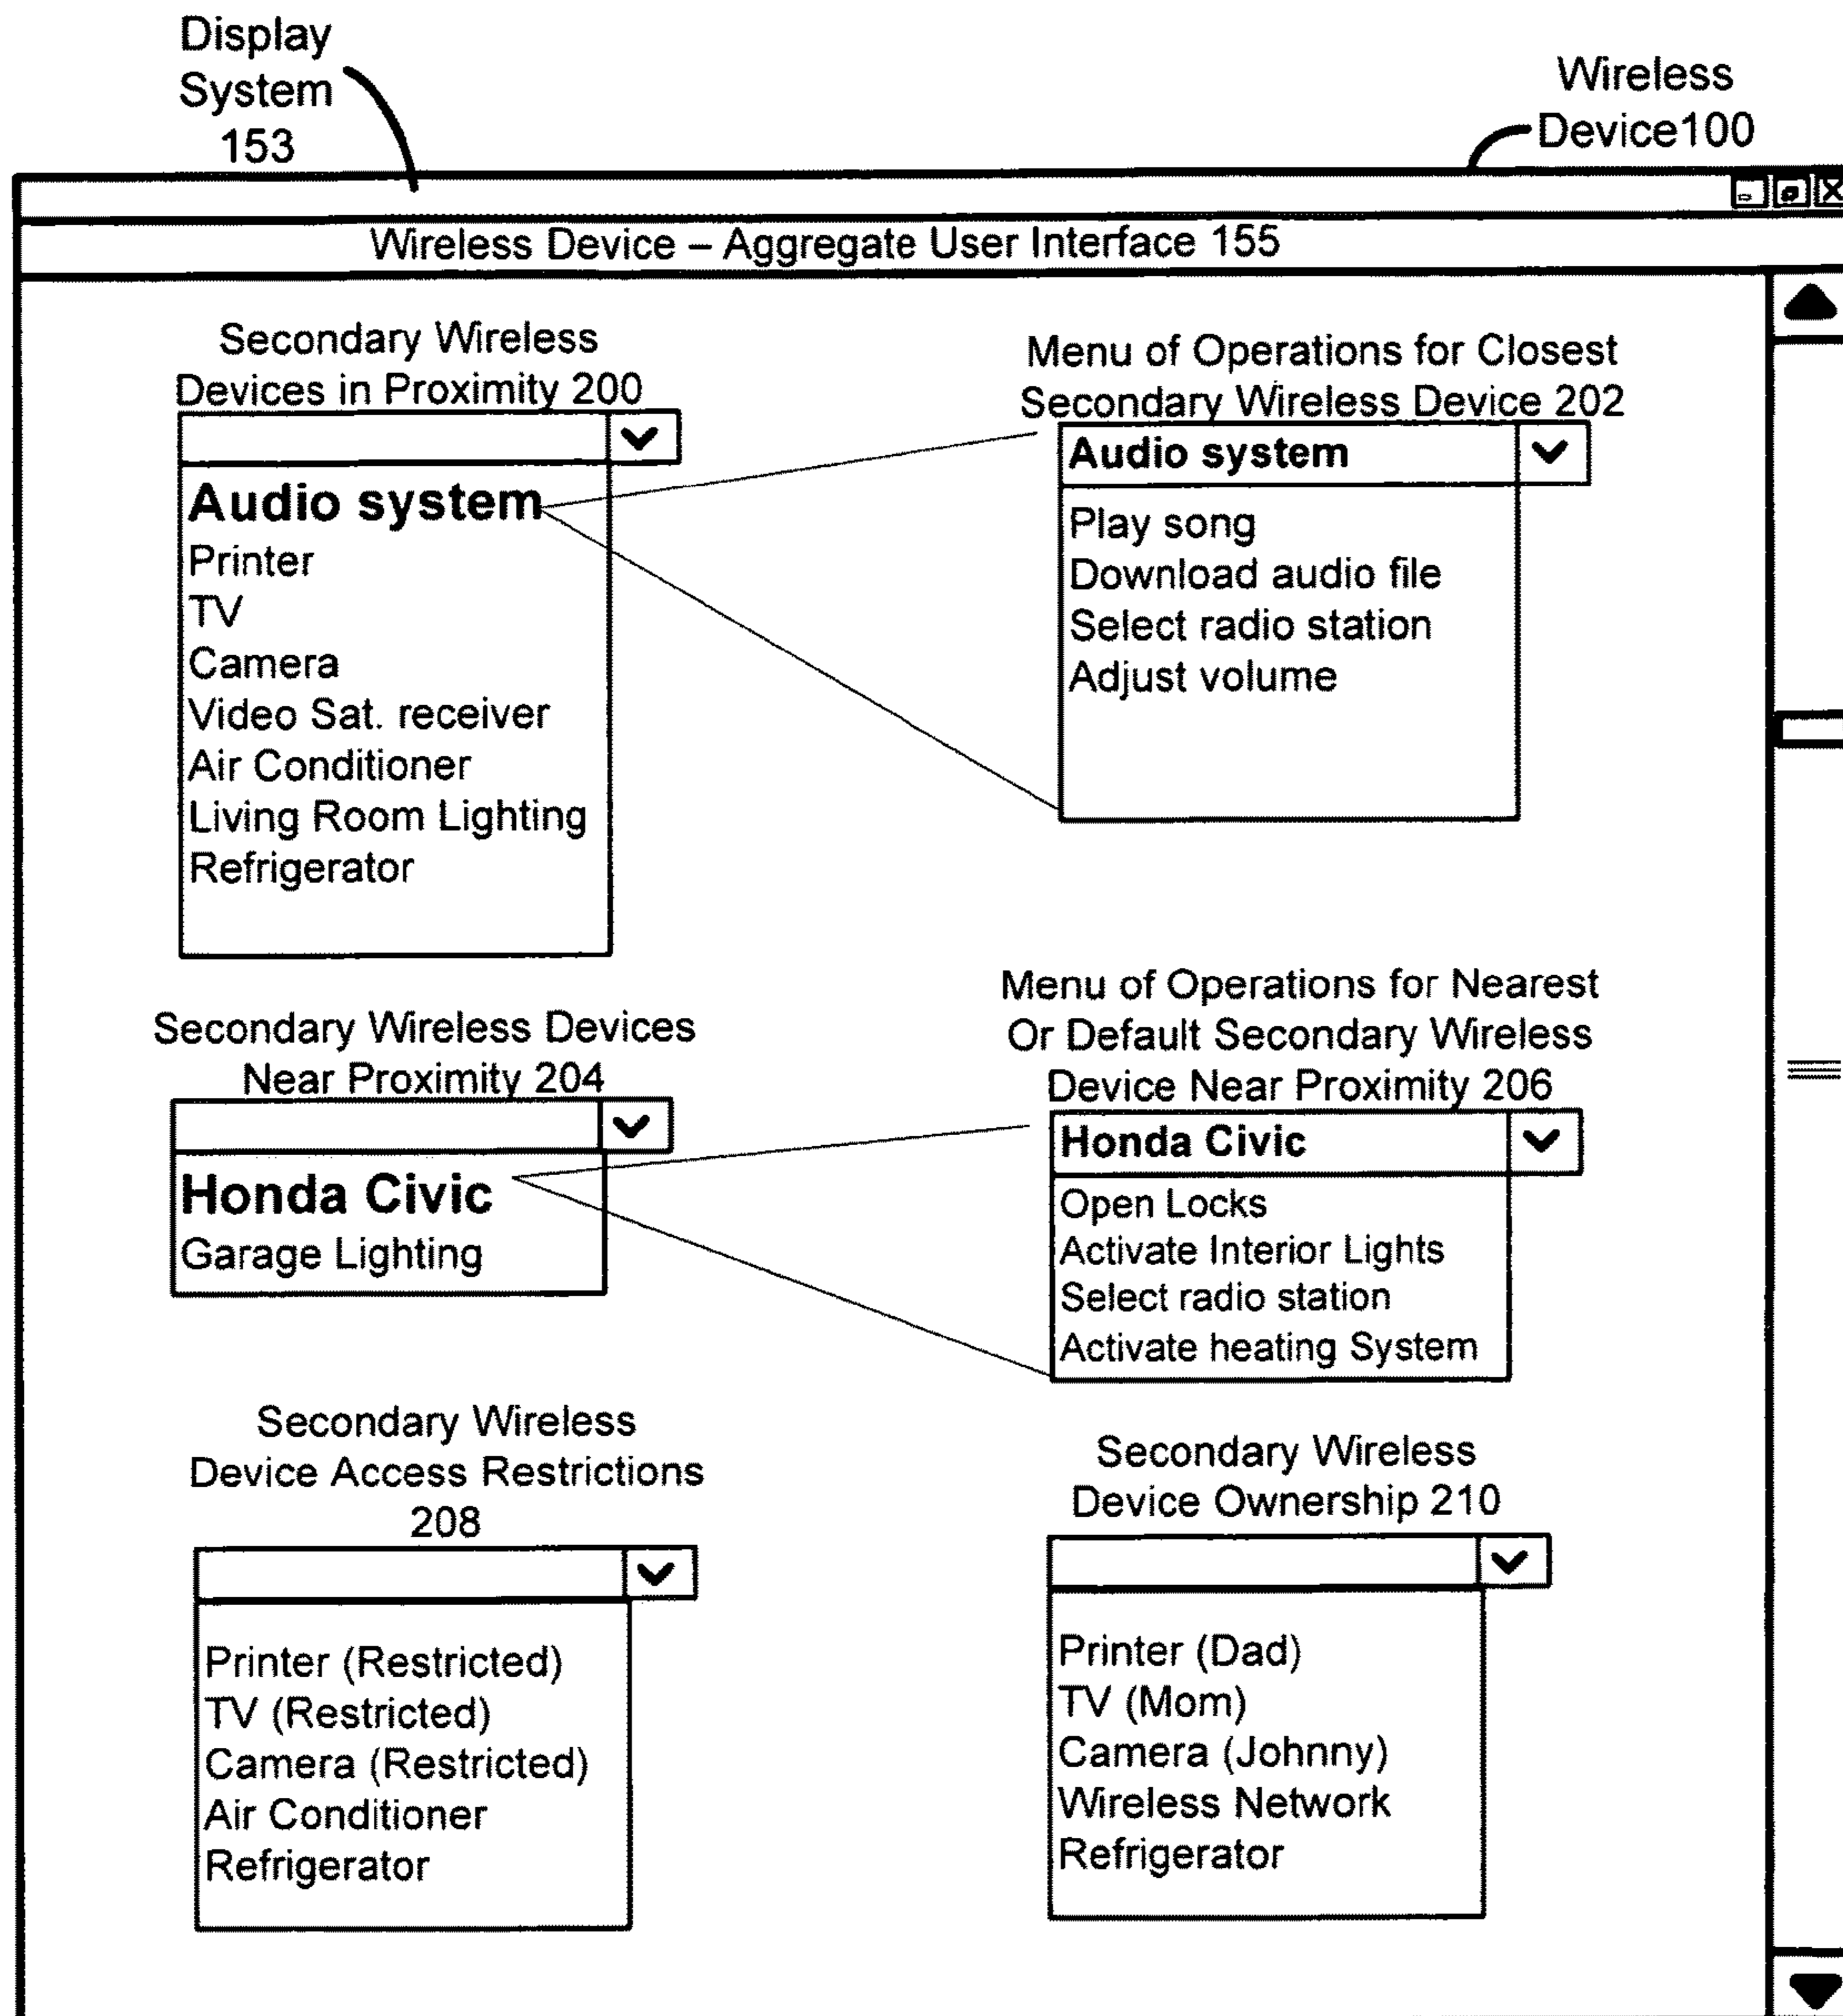 Display
System
153
Wireless
Device100
Wireless Device – Aggregate User Interface 155
Secondary Wireless
Devices in Proximity 200
Audio system
Printer
TV
Camera
Video Sat. receiver
Air Conditioner
Living Room Lighting
Refrigerator
Menu of Operations for Closest
Secondary Wireless Device 202
Audio system
Play song
Download audio file
Select radio station
Adjust volume
Secondary Wireless Devices
Near Proximity 204
Honda Civic
Garage Lighting
Menu of Operations for Nearest
Or Default Secondary Wireless
Device Near Proximity 206
Honda Civic
Open Locks
Activate Interior Lights
Select radio station
Activate heating System
Secondary Wireless
Device Access Restrictions
208
Printer (Restricted)
TV (Restricted)
Camera (Restricted)
Air Conditioner
Refrigerator
Secondary Wireless
Device Ownership 210
Printer (Dad)
TV (Mom)
Camera (Johnny)
Wireless Network
Refrigerator